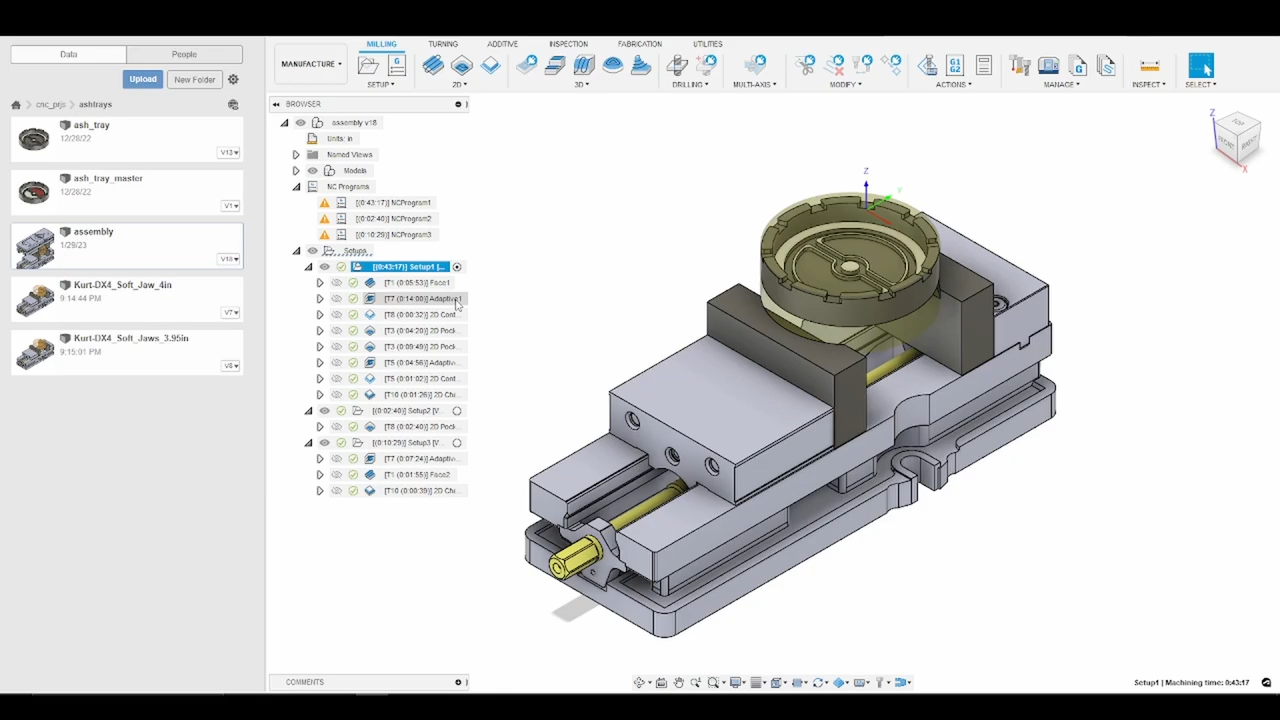 Data
People
Upload
New Folder
cnc_prjs
ashtrays
ash_tray
12/28/22
V13
ash_tray_master
12/28/22
V1
assembly
1/29/23
V18
Kurt-DX4_Soft_Jaw_4in
9:14:44 PM
V7
Kurt-DX4_Soft_Jaws_3.95in
9:15:01 PM
V8
MANUFACTURE
MILLING
TURNING
ADDITIVE
INSPECTION
FABRICATION
UTILITIES
G
G1
G2
G
SETUP
2D
3D
DRILLING
MULTI-AXIS
MODIFY
ACTIONS
MANAGE
INSPECT
SELECT
BROWSER
assembly v18
Units: in
Named Views
Models
NC Programs
[(0:43:17)] NCProgram1
[(0:02:40)] NCProgram2
[(0:10:29)] NCProgram3
Setups
[(0:43:17)] Setup1 [...
[T1 (0:05:53)] Face1
[T7 (0:14:00)] Adaptive1
[T8 (0:00:32)] 2D Cont...
[T3 (0:04:20)] 2D Pock...
[T3 (0:09:49)] 2D Pock...
[T5 (0:04:56)] Adaptiv...
[T5 (0:01:02)] 2D Cont...
[T10 (0:01:26)] 2D Cha...
[(0:02:40)] Setup2 [V...
[T8 (0:02:40)] 2D Pock...
[(0:10:29)] Setup3 [V...
[T7 (0:07:24)] Adaptiv...
[T1 (0:01:55)] Face2
[T10 (0:00:39)] 2D Cha...
Z
Y
Z
TOP
FRONT
RIGHT
X
COMMENTS
Setup1 | Machining time: 0:43:17